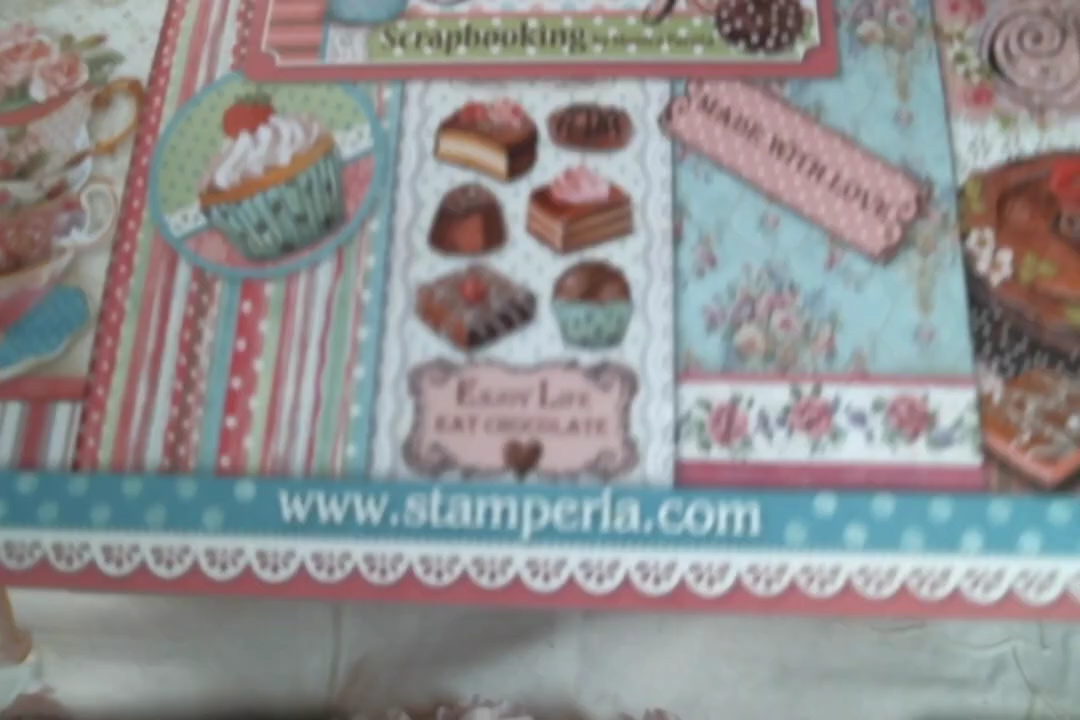 Scrapbooking
MADE WITH LOVE
ENJOY LIFE
EAT CHOCOLATE
www.stamperia.com